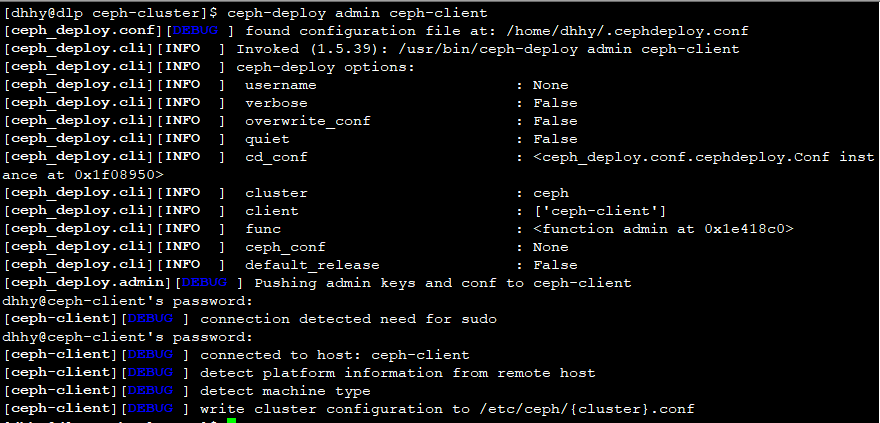 [dhhy@dlp ceph-cluster]$ ceph-deploy admin ceph-client
[ceph_deploy.conf][DEBUG ] found configuration file at: /home/dhhy/.cephdeploy.conf
[ceph_deploy.cli][INFO  ] Invoked (1.5.39): /usr/bin/ceph-deploy admin ceph-client
[ceph_deploy.cli][INFO  ] ceph-deploy options:
[ceph_deploy.cli][INFO  ]  username                      : None
[ceph_deploy.cli][INFO  ]  verbose                       : False
[ceph_deploy.cli][INFO  ]  overwrite_conf                : False
[ceph_deploy.cli][INFO  ]  quiet                         : False
[ceph_deploy.cli][INFO  ]  cd_conf                       : <ceph_deploy.conf.cephdeploy.Conf inst
ance at 0x1f08950>
[ceph_deploy.cli][INFO  ]  cluster                       : ceph
[ceph_deploy.cli][INFO  ]  client                        : ['ceph-client']
[ceph_deploy.cli][INFO  ]  func                          : <function admin at 0x1e418c0>
[ceph_deploy.cli][INFO  ]  ceph_conf                     : None
[ceph_deploy.cli][INFO  ]  default_release               : False
[ceph_deploy.admin][DEBUG ] Pushing admin keys and conf to ceph-client
dhhy@ceph-client's password:
[ceph-client][DEBUG ] connection detected need for sudo
dhhy@ceph-client's password:
[ceph-client][DEBUG ] connected to host: ceph-client
[ceph-client][DEBUG ] detect platform information from remote host
[ceph-client][DEBUG ] detect machine type
[ceph-client][DEBUG ] write cluster configuration to /etc/ceph/{cluster}.conf